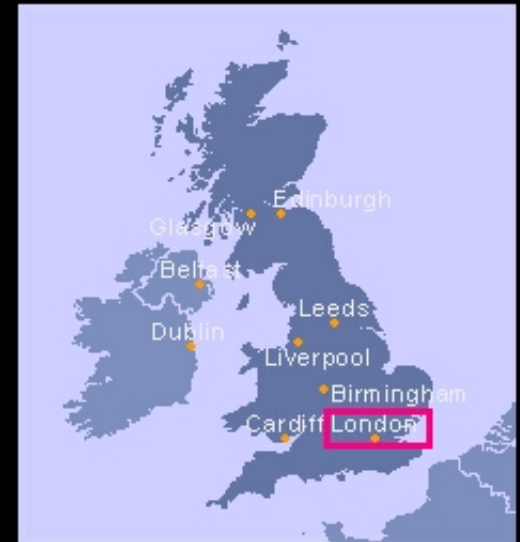 Edinburgh
Glasgow
Belfast
Leeds
Dublin
Liverpool
Birmingham
Cardiff London